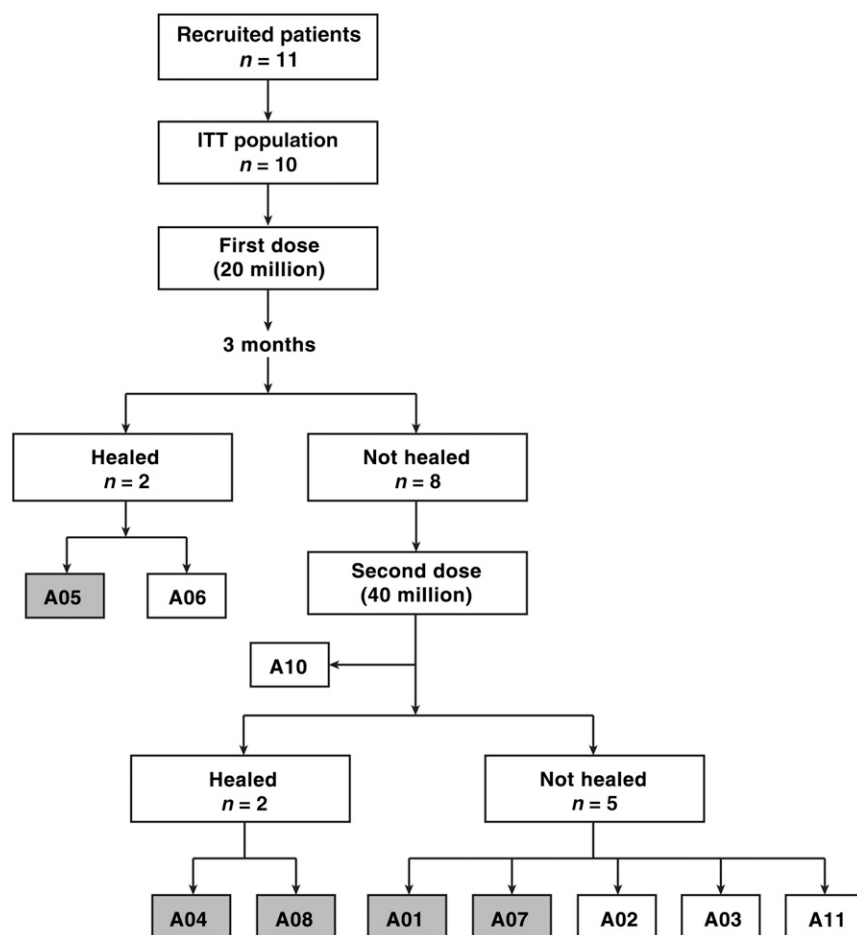 Recruited patients
n = 11
ITT population
n = 10
First dose
(20 million)
3 months
Healed
n = 2
Not healed
n = 8
A05
A06
Second dose
(40 million)
A10
Healed
n = 2
Not healed
n = 5
A04
A08
A01
A07
A02
A03
A11